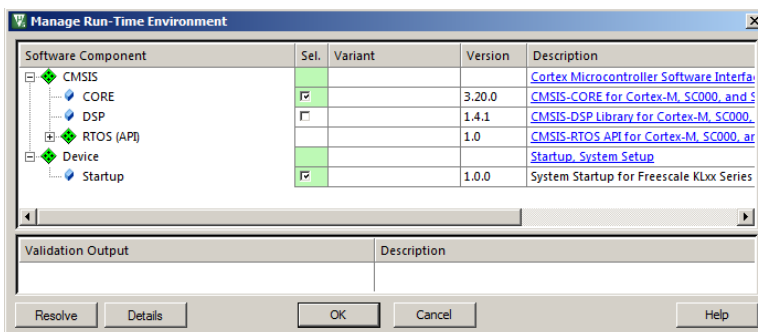 Manage Run-Time Environment
Software Component Sel. Variant Version Description
CMSIS Cortex Microcontroller Software Interfa
CORE 3.20.0 CMSIS-CORE for Cortex-M, SC000, and S
DSP 1.4.1 CMSIS-DSP Library for Cortex-M, SC000,
RTOS (API) 1.0 CMSIS-RTOS API for Cortex-M, SC000, ar
Device Startup, System Setup
Startup 1.0.0 System Startup for Freescale KLxx Series
Validation Output Description
Resolve Details OK Cancel Help